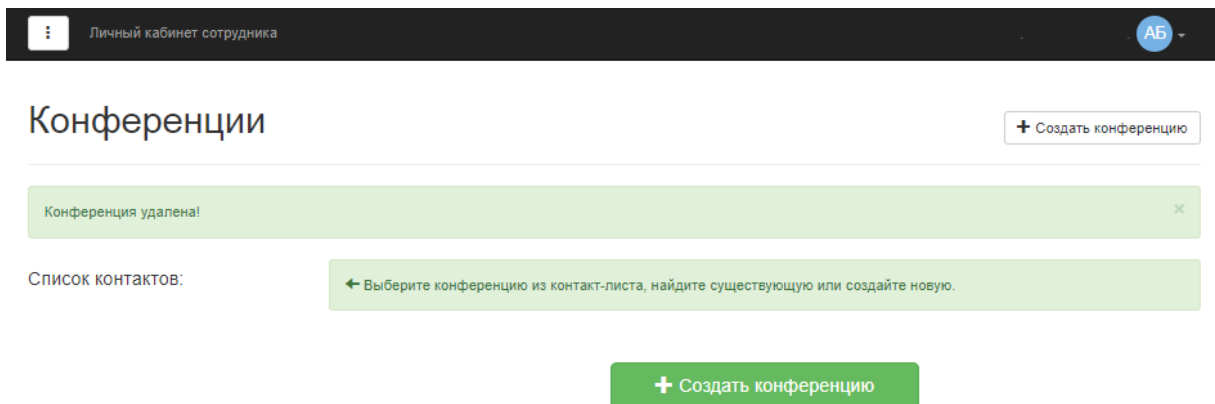 Личный кабинет сотрудника
АБ
Конференции
Создать конференцию
Конференция удалена!
×
Список контактов:
Выберите конференцию из контакт-листа, найдите существующую или создайте новую.
Создать конференцию